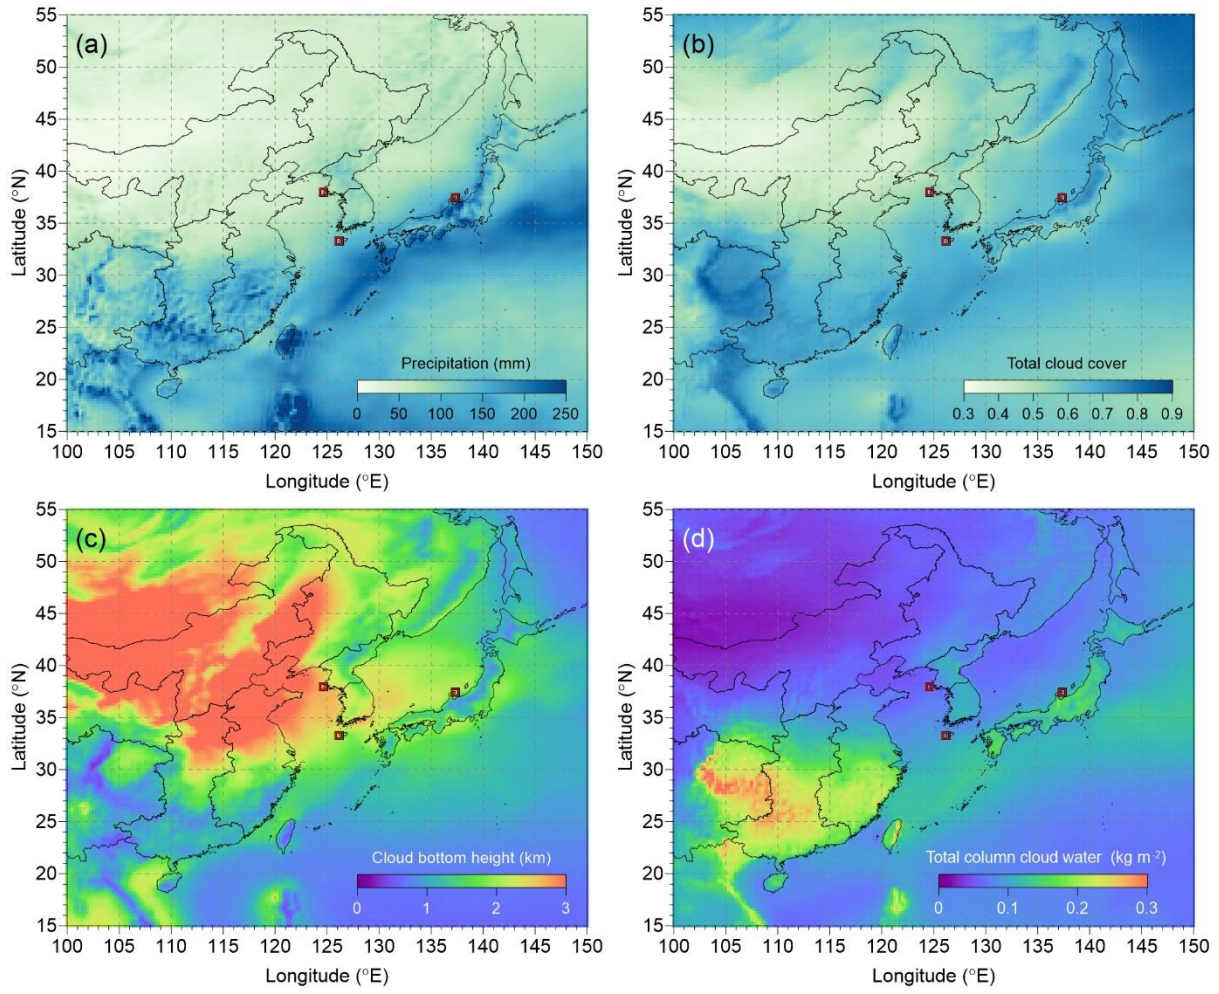 (a)
55
50
45
40
35
30
25
20
15
Latitude (°N)
Precipitation (mm)
0 50 100 150 200 250
100 105 110 115 120 125 130 135 140 145 150
Longitude (°E)
(b)
55
50
45
40
35
30
25
20
15
Latitude (°N)
Total cloud cover
0.3 0.4 0.5 0.6 0.7 0.8 0.9
100 105 110 115 120 125 130 135 140 145 150
Longitude (°E)
(c)
55
50
45
40
35
30
25
20
15
Latitude (°N)
Cloud bottom height (km)
0 1 2 3
100 105 110 115 120 125 130 135 140 145 150
Longitude (°E)
(d)
55
50
45
40
35
30
25
20
15
Latitude (°N)
Total column cloud water (kg m⁻²)
0 0.1 0.2 0.3
100 105 110 115 120 125 130 135 140 145 150
Longitude (°E)